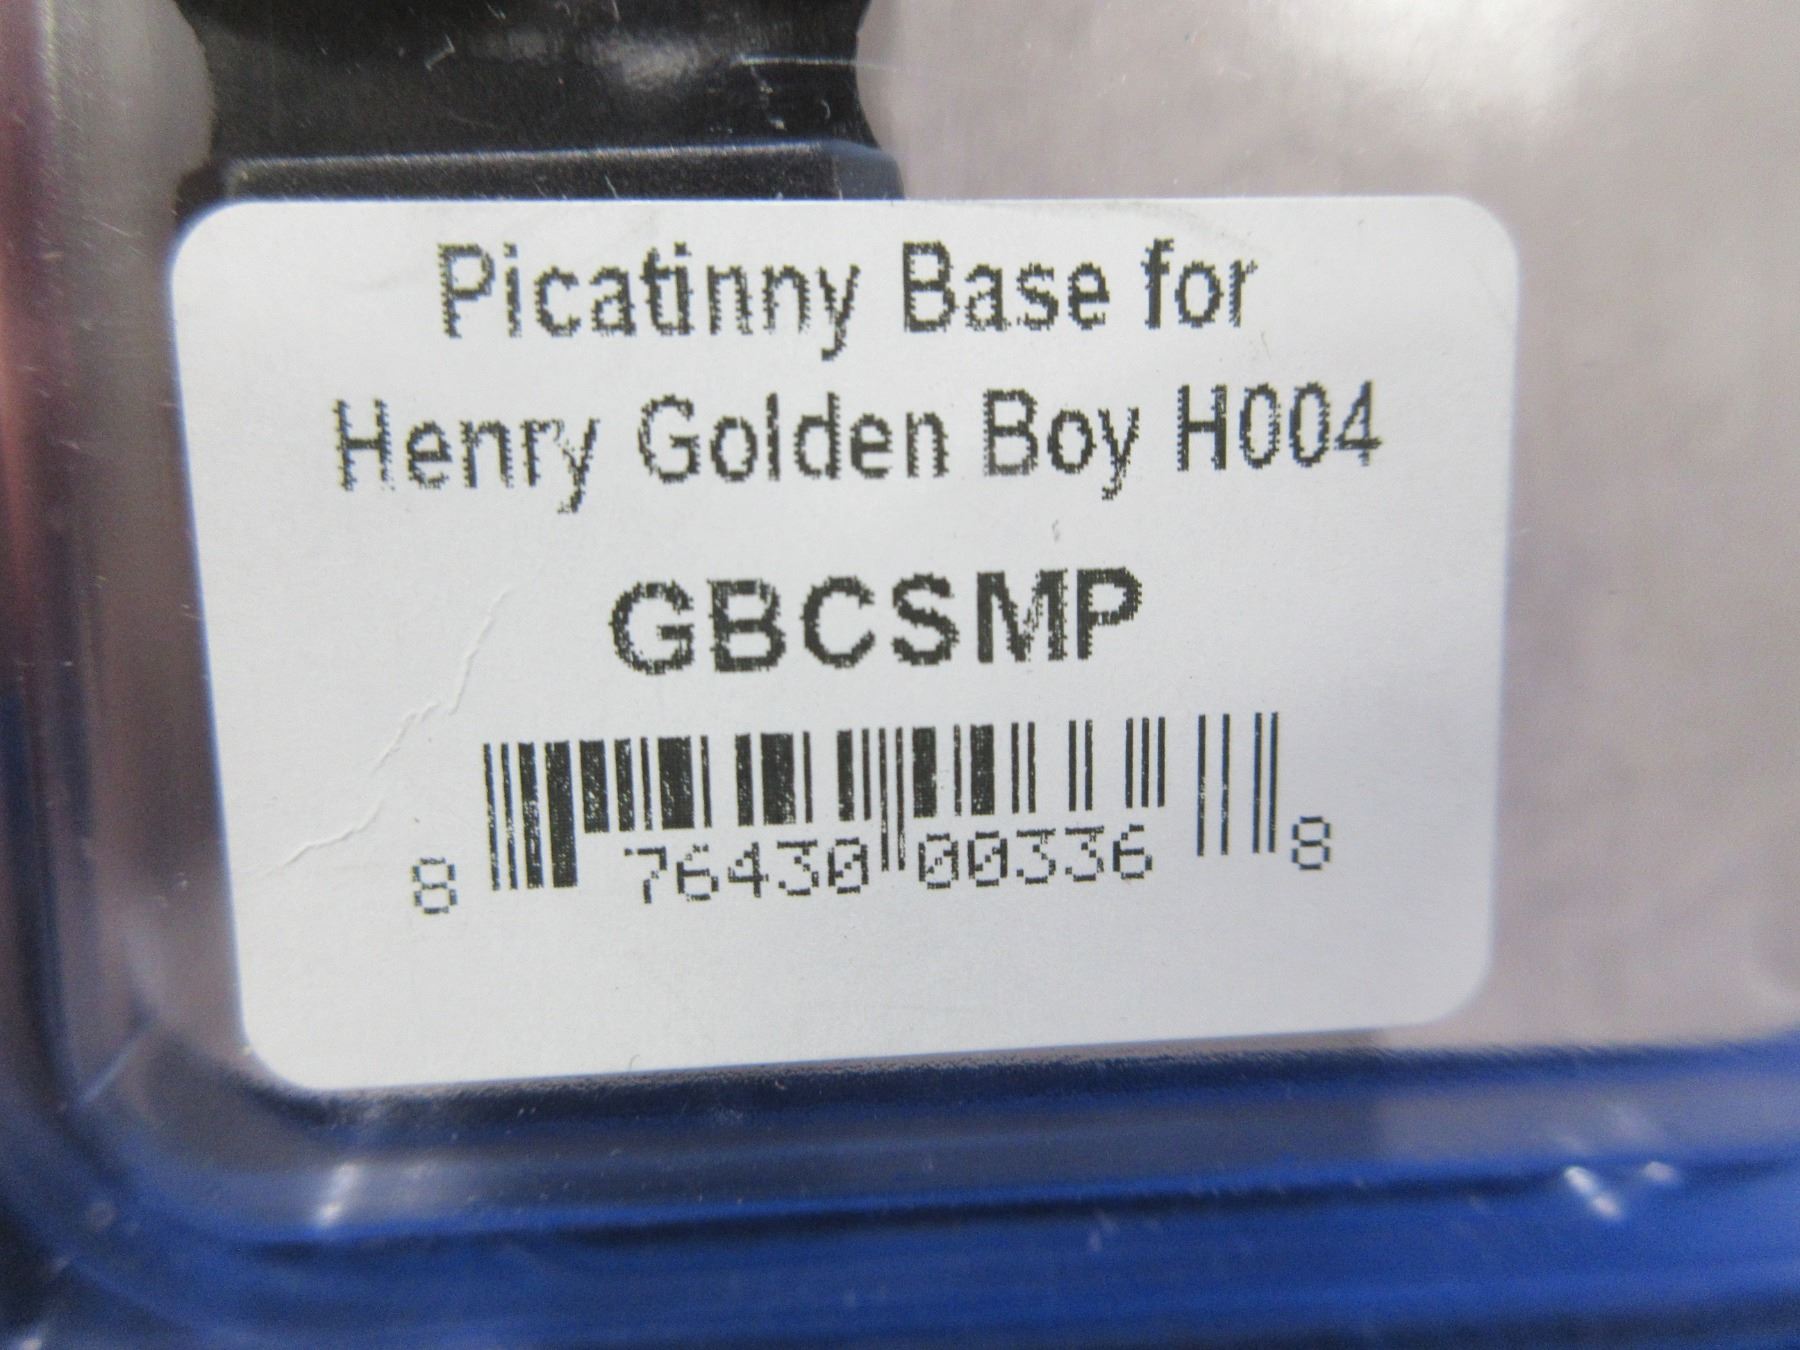 Picatinny Base for
Henry Golden Boy H004
GBCSMP
8 76430 00336 8